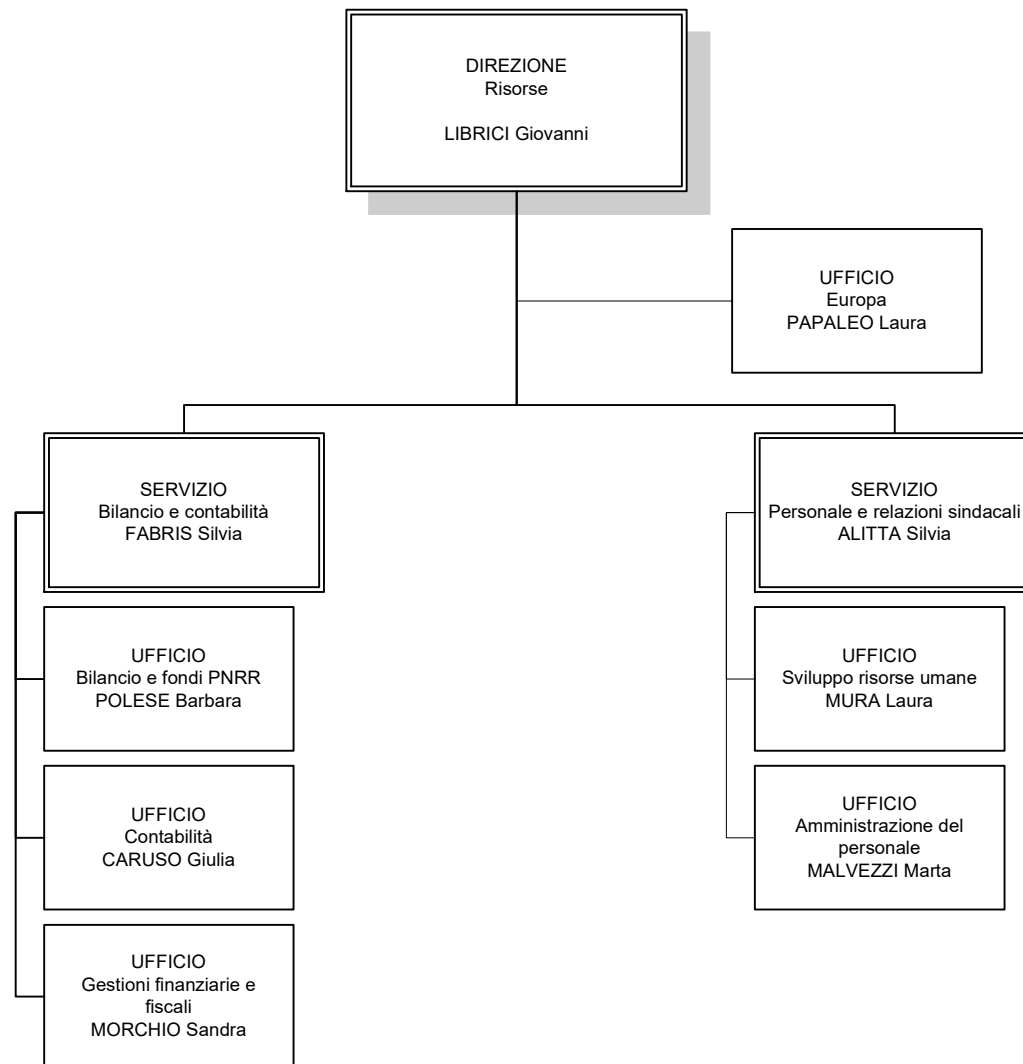 DIREZIONE
Risorse
LIBRICI Giovanni
UFFICIO
Europa
PAPALEO Laura
SERVIZIO
Bilancio e contabilità
FABRIS Silvia
SERVIZIO
Personale e relazioni sindacali
ALITTA Silvia
UFFICIO
Bilancio e fondi PNRR
POLESE Barbara
UFFICIO
Sviluppo risorse umane
MURA Laura
UFFICIO
Contabilità
CARUSO Giulia
UFFICIO
Amministrazione del
personale
MALVEZZI Marta
UFFICIO
Gestioni finanziarie e
fiscali
MORCHIO Sandra